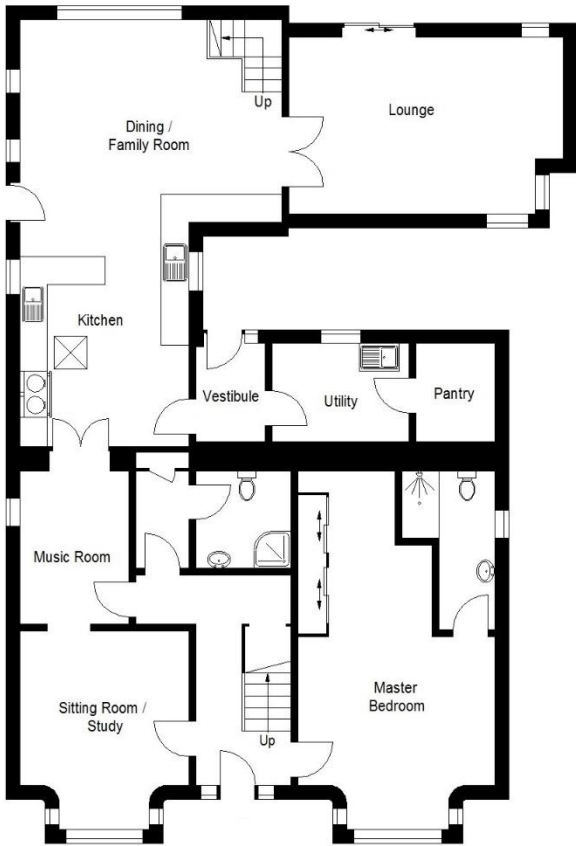 Up
Lounge
Dining /
Family Room
Kitchen
Vestibule
Utility
Pantry
Music Room
Sitting Room /
Study
Up
Master
Bedroom